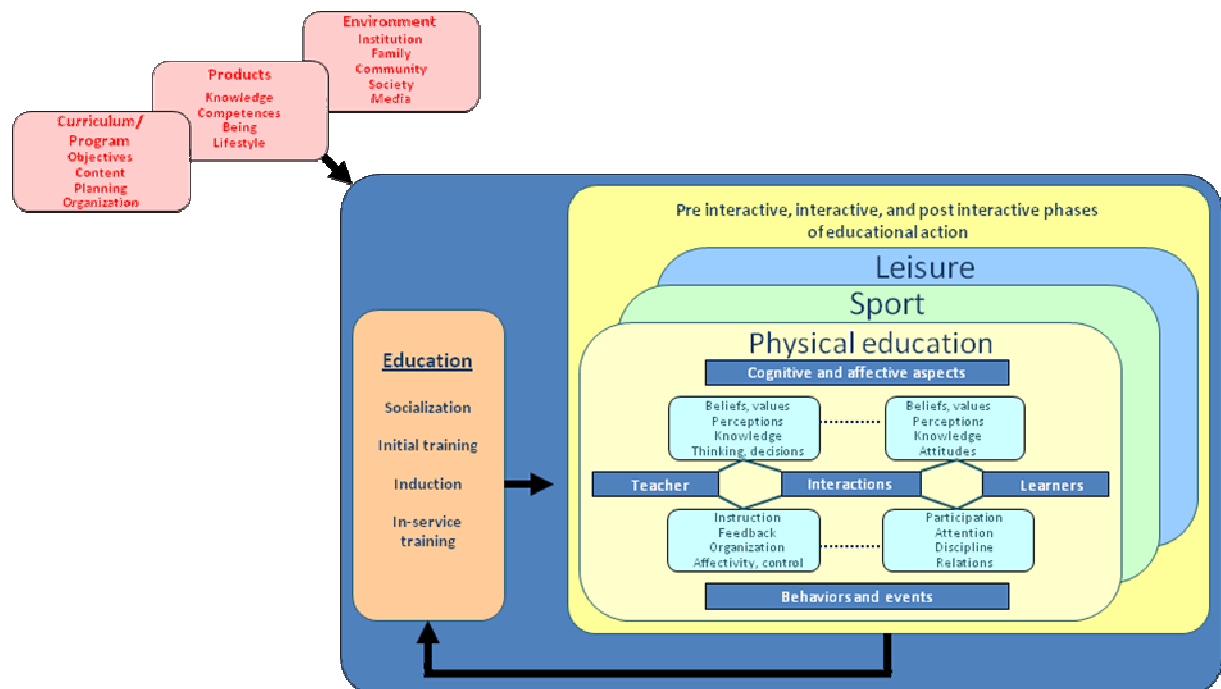 Environment
Institution
Family
Community
Society
Media
Products
Knowledge
Competences
Being
Lifestyle
Curriculum/
Program
Objectives
Content
Planning
Organization
Pre interactive, interactive, and post interactive phases
of educational action
Leisure
Sport
Physical education
Cognitive and affective aspects
Education
Socialization
Initial training
Induction
In-service
training
Beliefs, values
Perceptions
Knowledge
Thinking, decisions
Beliefs, values
Perceptions
Knowledge
Attitudes
Teacher
Interactions
Learners
Instruction
Feedback
Organization
Affectivity, control
Participation
Attention
Discipline
Relations
Behaviors and events